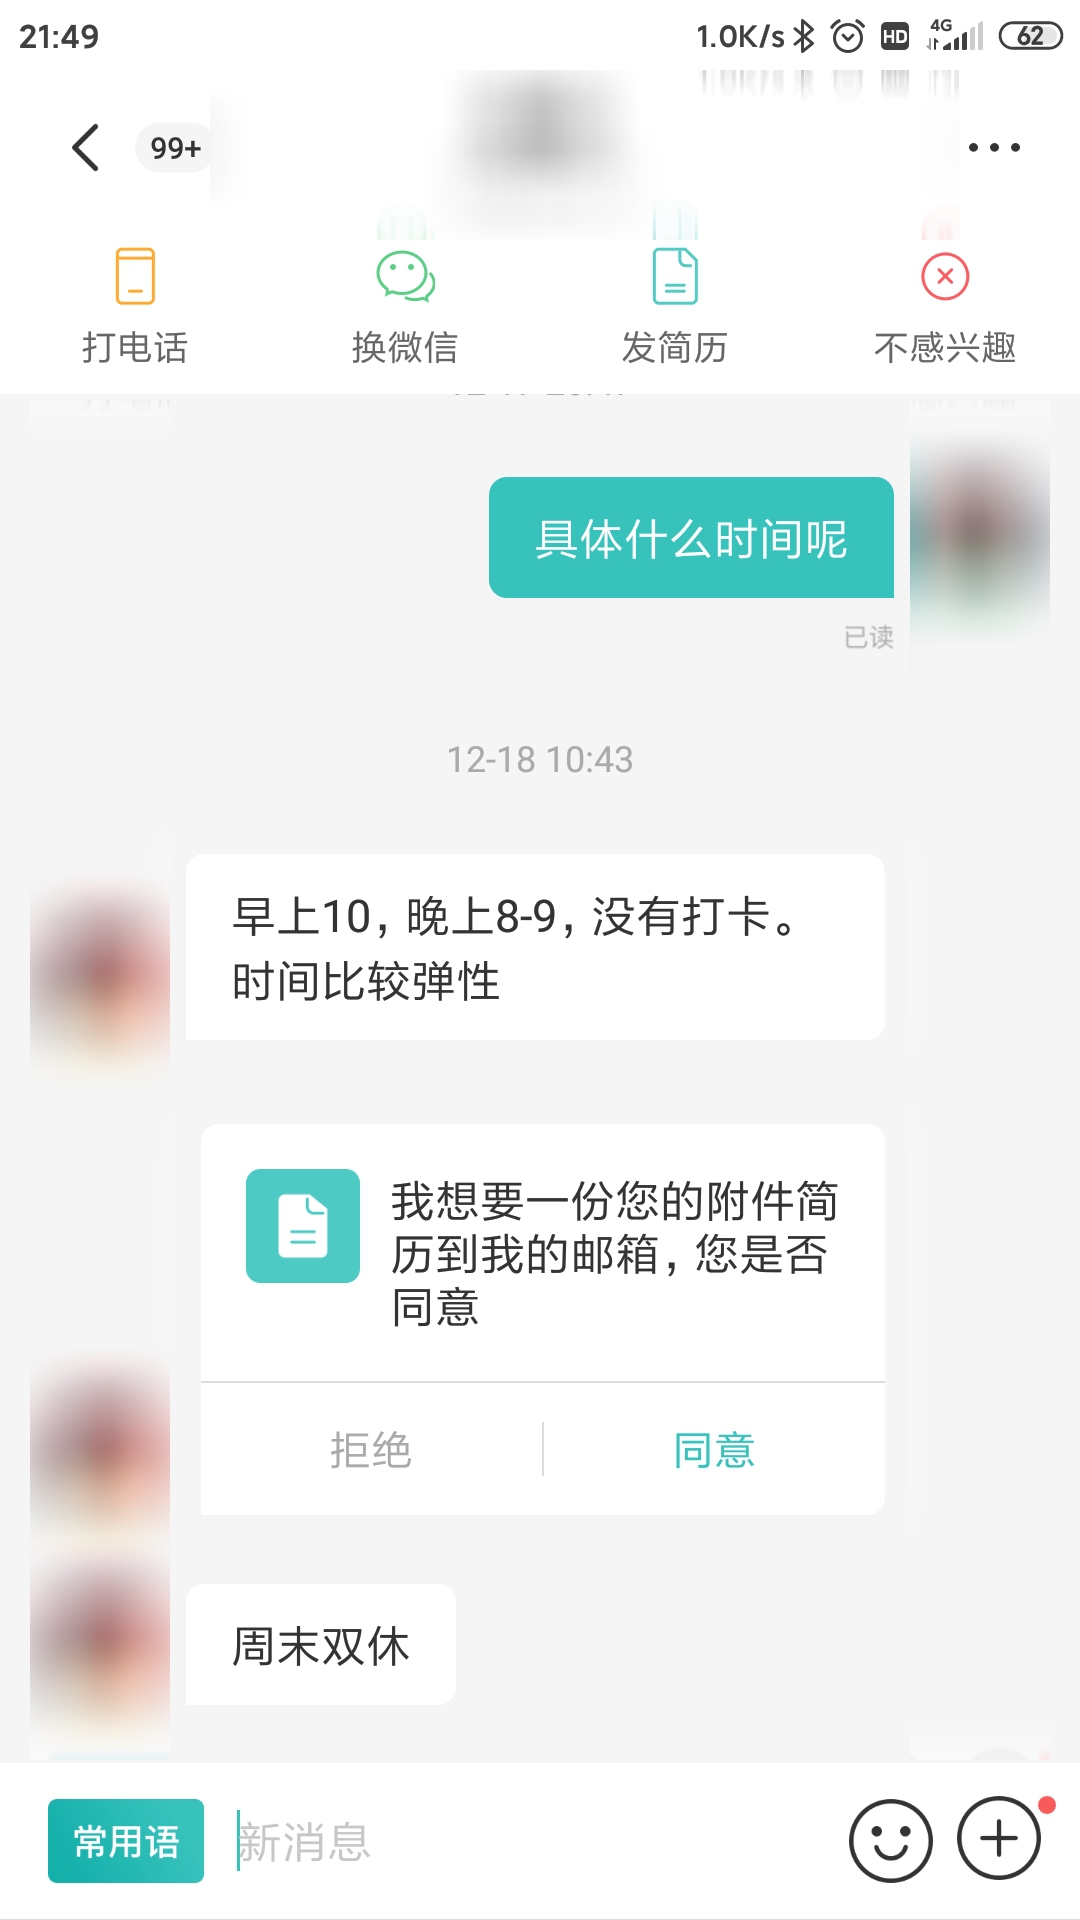 21:49
1.0K/s HD 4G 62
99+
打电话
换微信
发简历
不感兴趣
具体什么时间呢
已读
12-18 10:43
早上10，晚上8-9，没有打卡。
时间比较弹性
我想要一份您的附件简
历到我的邮箱，您是否
同意
拒绝
同意
周末双休
常用语
新消息